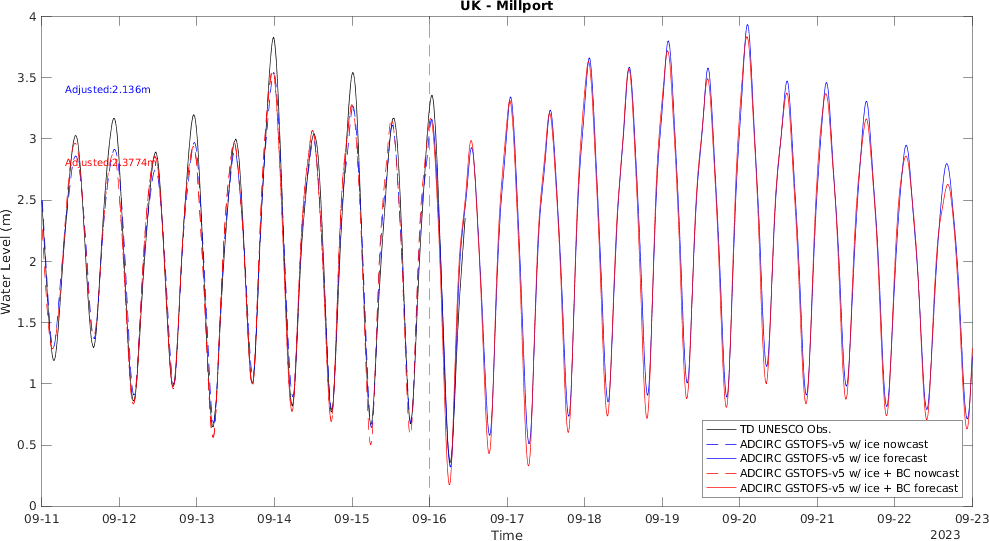 UK - Millport
4
3.5
3
2.5
2
1.5
1
0.5
0
Water Level (m)
Adjusted:2.136m
Adjusted:2.3774m
TD UNESCO Obs.
ADCIRC GSTOFS-v5 w/ ice nowcast
ADCIRC GSTOFS-v5 w/ ice forecast
ADCIRC GSTOFS-v5 w/ ice + BC nowcast
ADCIRC GSTOFS-v5 w/ ice + BC forecast
09-11 09-12 09-13 09-14 09-15 09-16 09-17 09-18 09-19 09-20 09-21 09-22 09-23
Time
2023